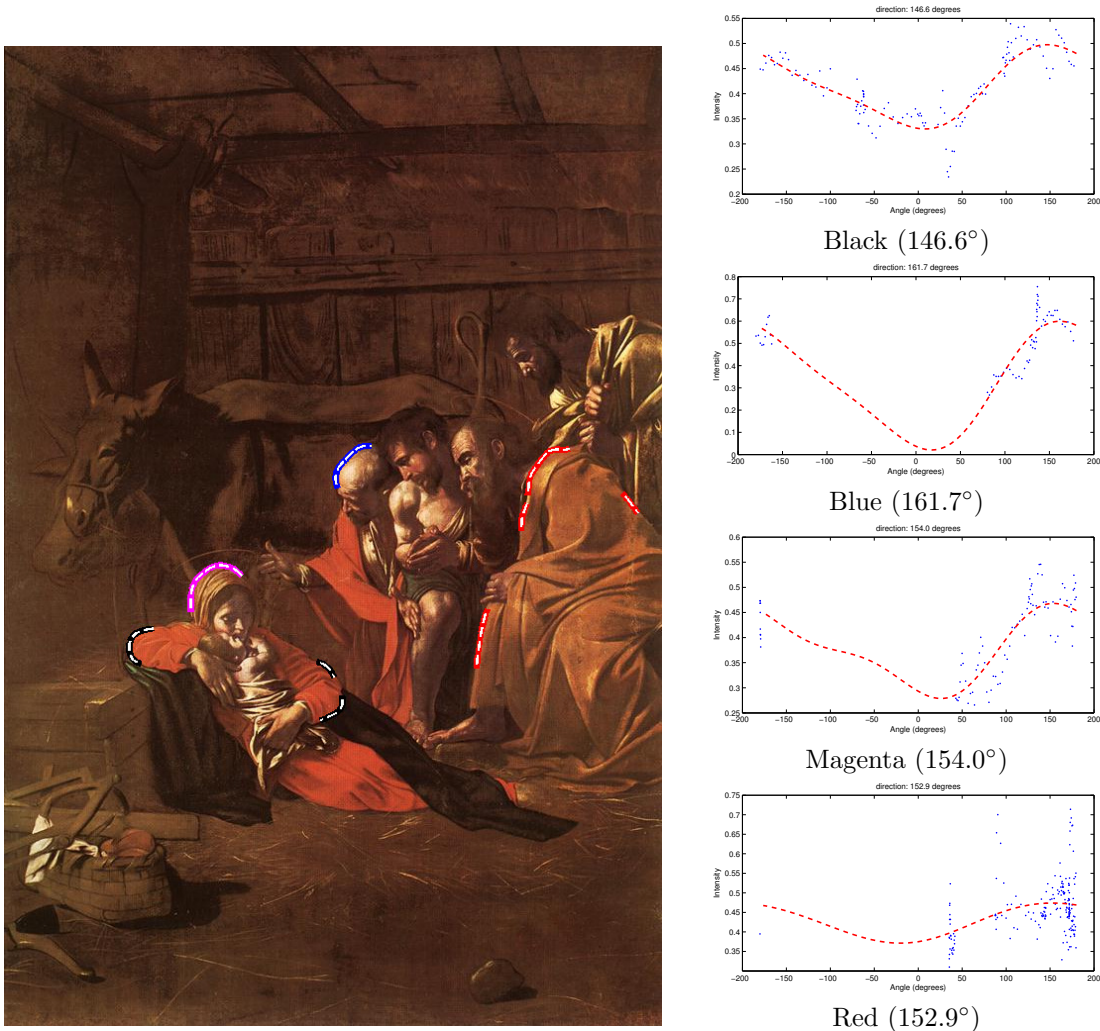 direction: 146.6 degrees
0.55
0.5
0.45
0.4
0.35
0.3
0.25
0.2
Intensity
−200 −150 −100 −50 0 50 100 150 200
Angle (degrees)
Black (146.6°)
direction: 161.7 degrees
0.8
0.7
0.6
0.5
0.4
0.3
0.2
0.1
0
Intensity
−200 −150 −100 −50 0 50 100 150 200
Angle (degrees)
Blue (161.7°)
direction: 154.0 degrees
0.6
0.55
0.5
0.45
0.4
0.35
0.3
0.25
Intensity
−200 −150 −100 −50 0 50 100 150 200
Angle (degrees)
Magenta (154.0°)
direction: 152.9 degrees
0.75
0.7
0.65
0.6
0.55
0.5
0.45
0.4
0.35
Intensity
−200 −150 −100 −50 0 50 100 150 200
Angle (degrees)
Red (152.9°)